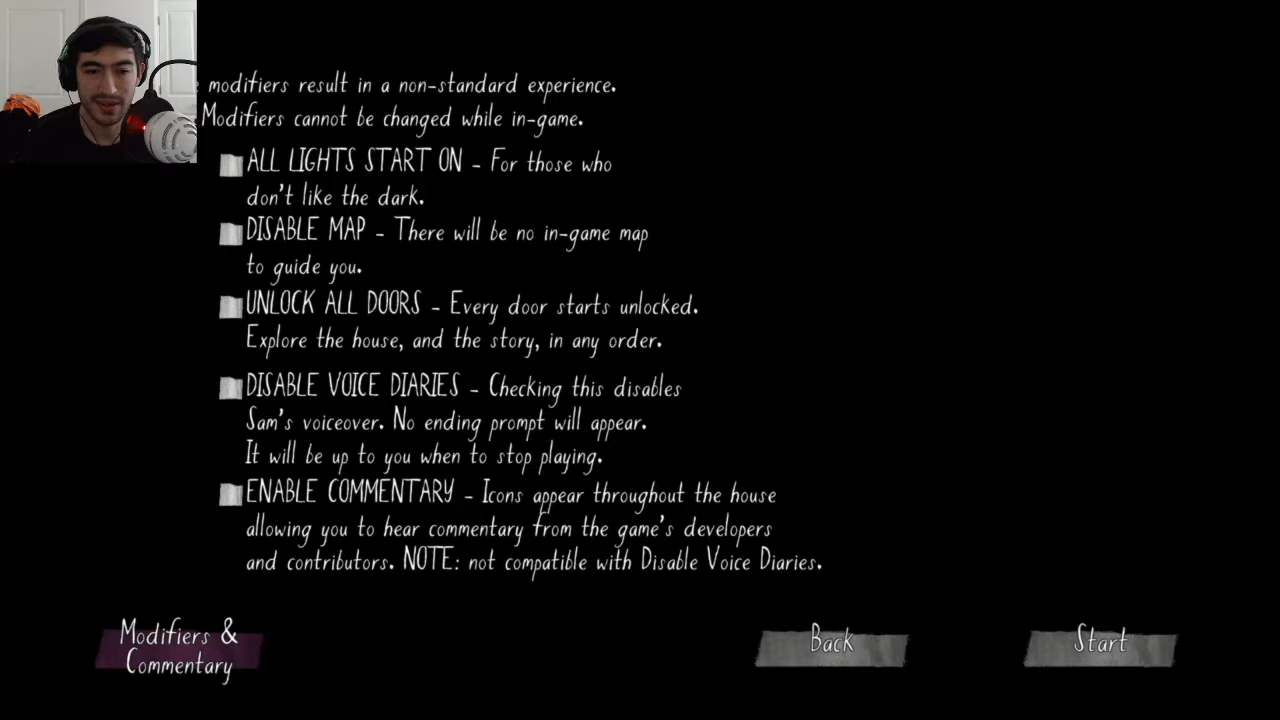 modifiers result in a non-standard experience.
Modifiers cannot be changed while in-game.
ALL LIGHTS START ON - For those who
don't like the dark.
DISABLE MAP - There will be no in-game map
to guide you.
UNLOCK ALL DOORS - Every door starts unlocked.
Explore the house, and the story, in any order.
DISABLE VOICE DIARIES - Checking this disables
Sam's voiceover. No ending prompt will appear.
It will be up to you when to stop playing.
ENABLE COMMENTARY - Icons appear throughout the house
allowing you to hear commentary from the game's developers
and contributors. NOTE: not compatible with Disable Voice Diaries.
Modifiers &
Commentary
Back
Start